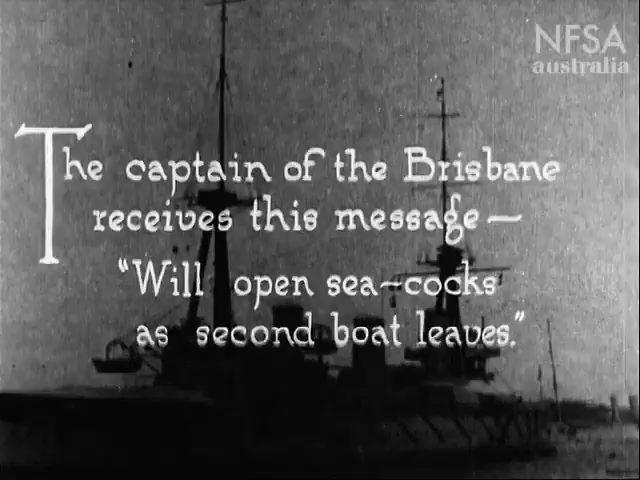 NFSA
australia
The captain of the Brisbane
receives this message—
"Will open sea-cocks
as second boat leaves."